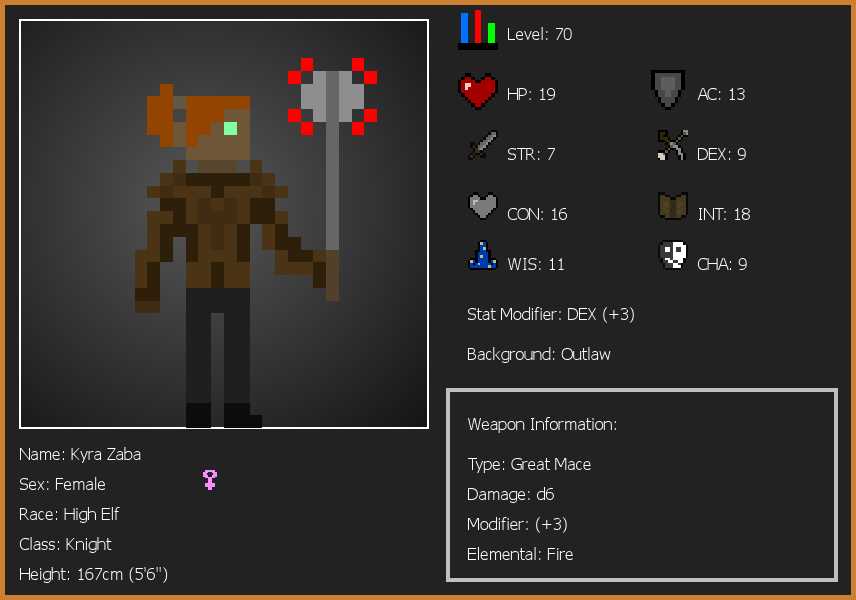 Level: 70
HP: 19
AC: 13
STR: 7
DEX: 9
CON: 16
INT: 18
WIS: 11
CHA: 9
Stat Modifier: DEX (+3)
Background: Outlaw
Weapon Information:
Type: Great Mace
Damage: d6
Modifier: (+3)
Elemental: Fire
Name: Kyra Zaba
Sex: Female
Race: High Elf
Class: Knight
Height: 167cm (5'6")